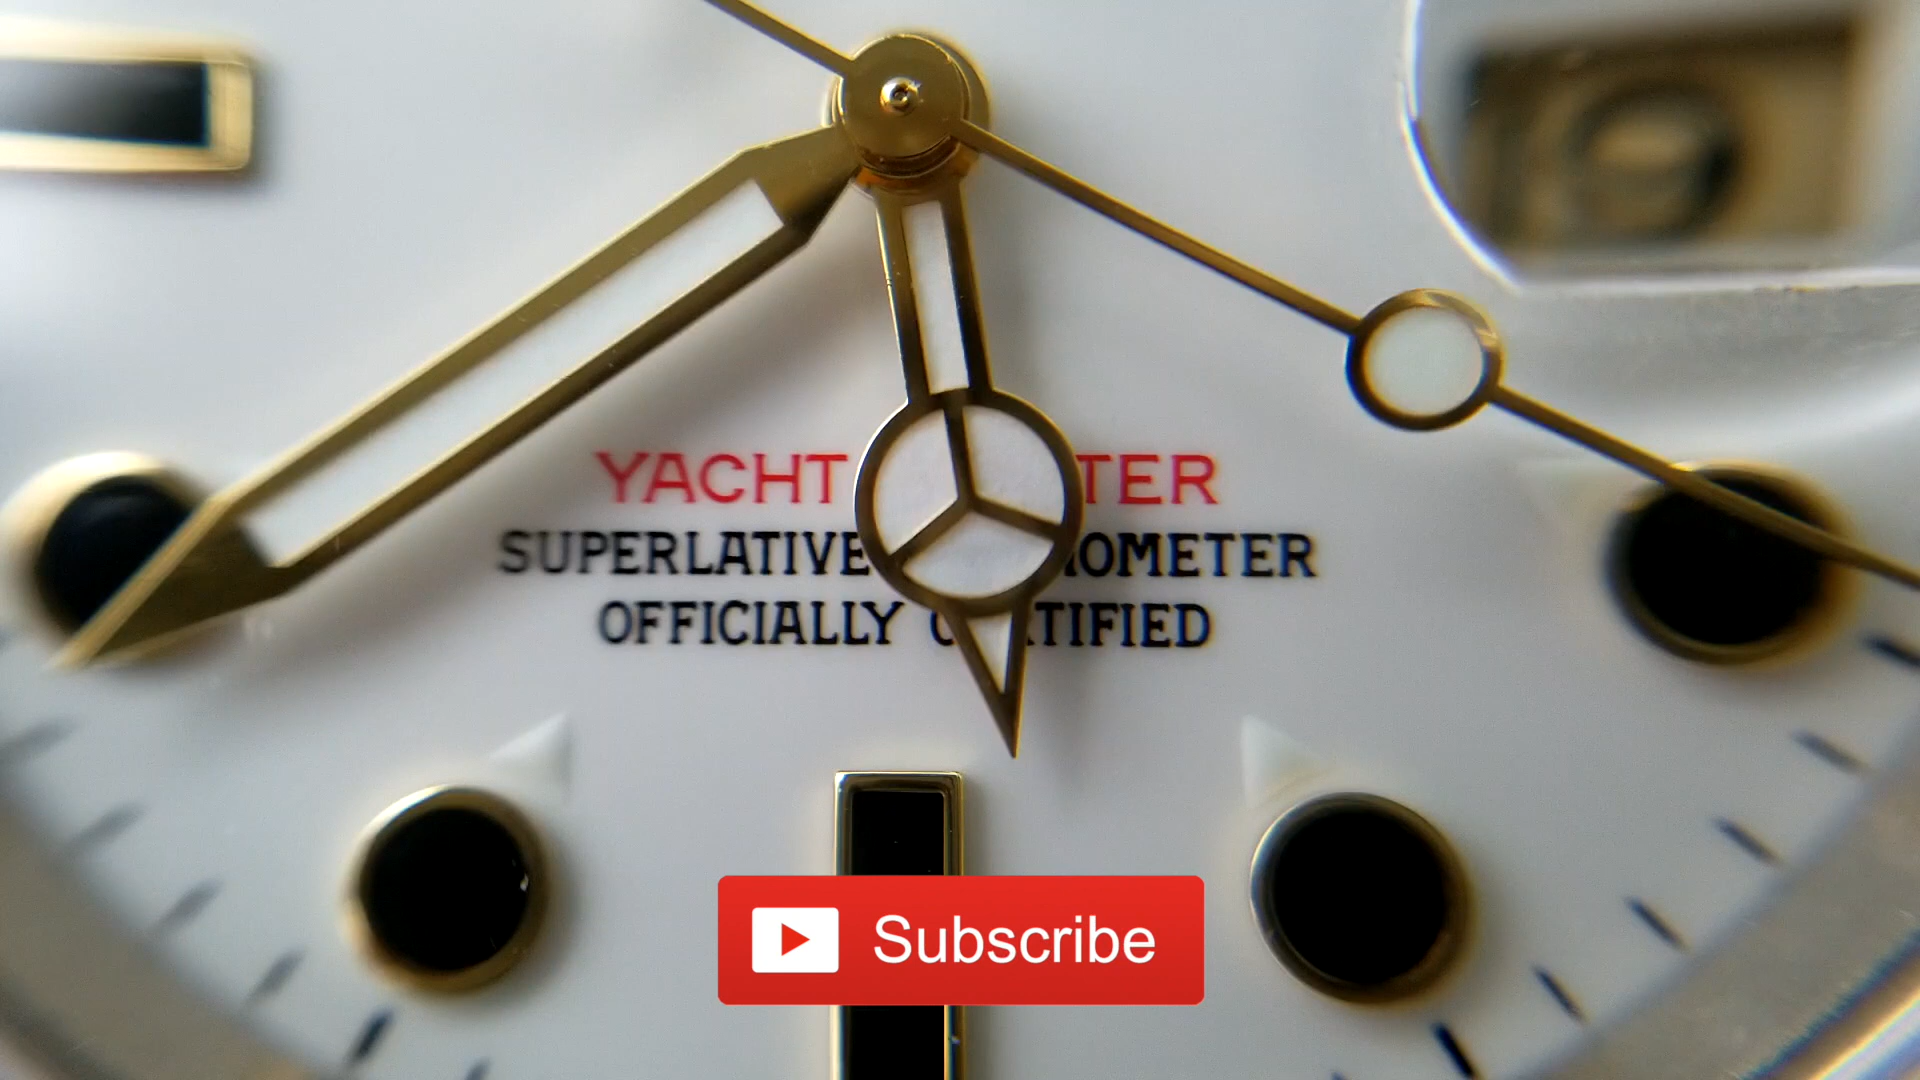 YACHT TER
SUPERLATIVE OMETER
OFFICIALLY C TIFIED
Subscribe